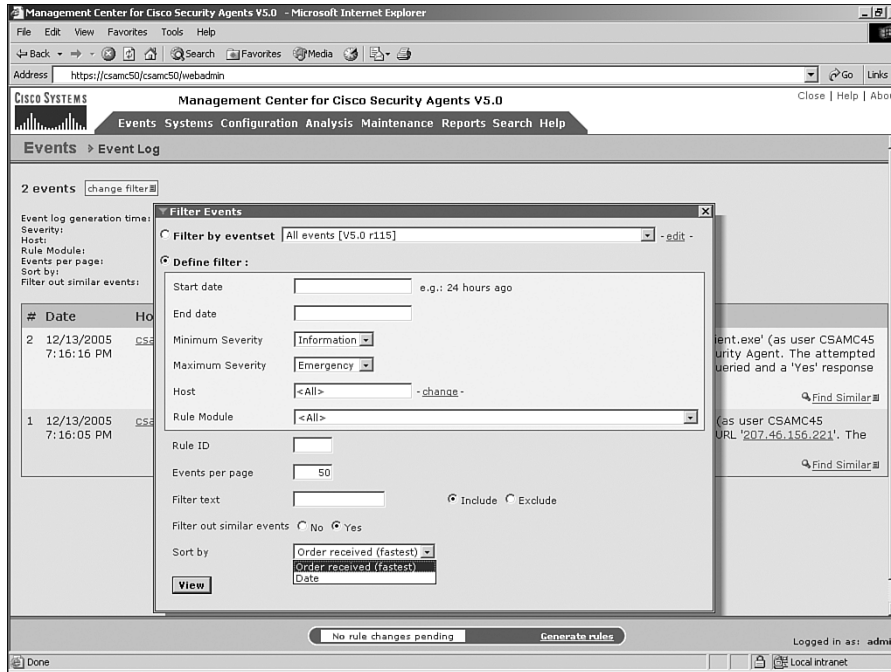 Management Center for Cisco Security Agents V5.0 - Microsoft Internet Explorer
File Edit View Favorites Tools Help
Back Search Favorites Media
Address https://csamc50/csamc50/webadmin Go Links
CISCO SYSTEMS Management Center for Cisco Security Agents V5.0 Close | Help | Abou
Events Systems Configuration Analysis Maintenance Reports Search Help
Events > Event Log
2 events change filter
Event log generation time:
Severity:
Host:
Rule Module:
Events per page:
Sort by:
Filter out similar events:
# Date Ho
2 12/13/2005 csa ient.exe' (as user CSAMC45
7:16:16 PM urity Agent. The attempted
ueried and a 'Yes' response
Find Similar
1 12/13/2005 csa (as user CSAMC45
7:16:05 PM URL '207.46.156.221'. The
Find Similar
Filter Events
Filter by eventset All events [V5.0 r115] - edit -
Define filter :
Start date e.g.: 24 hours ago
End date
Minimum Severity Information
Maximum Severity Emergency
Host <All> - change -
Rule Module <All>
Rule ID
Events per page 50
Filter text Include Exclude
Filter out similar events No Yes
Sort by Order received (fastest)
Order received (fastest)
Date
View
No rule changes pending Generate rules
Logged in as: admi
Done Local intranet